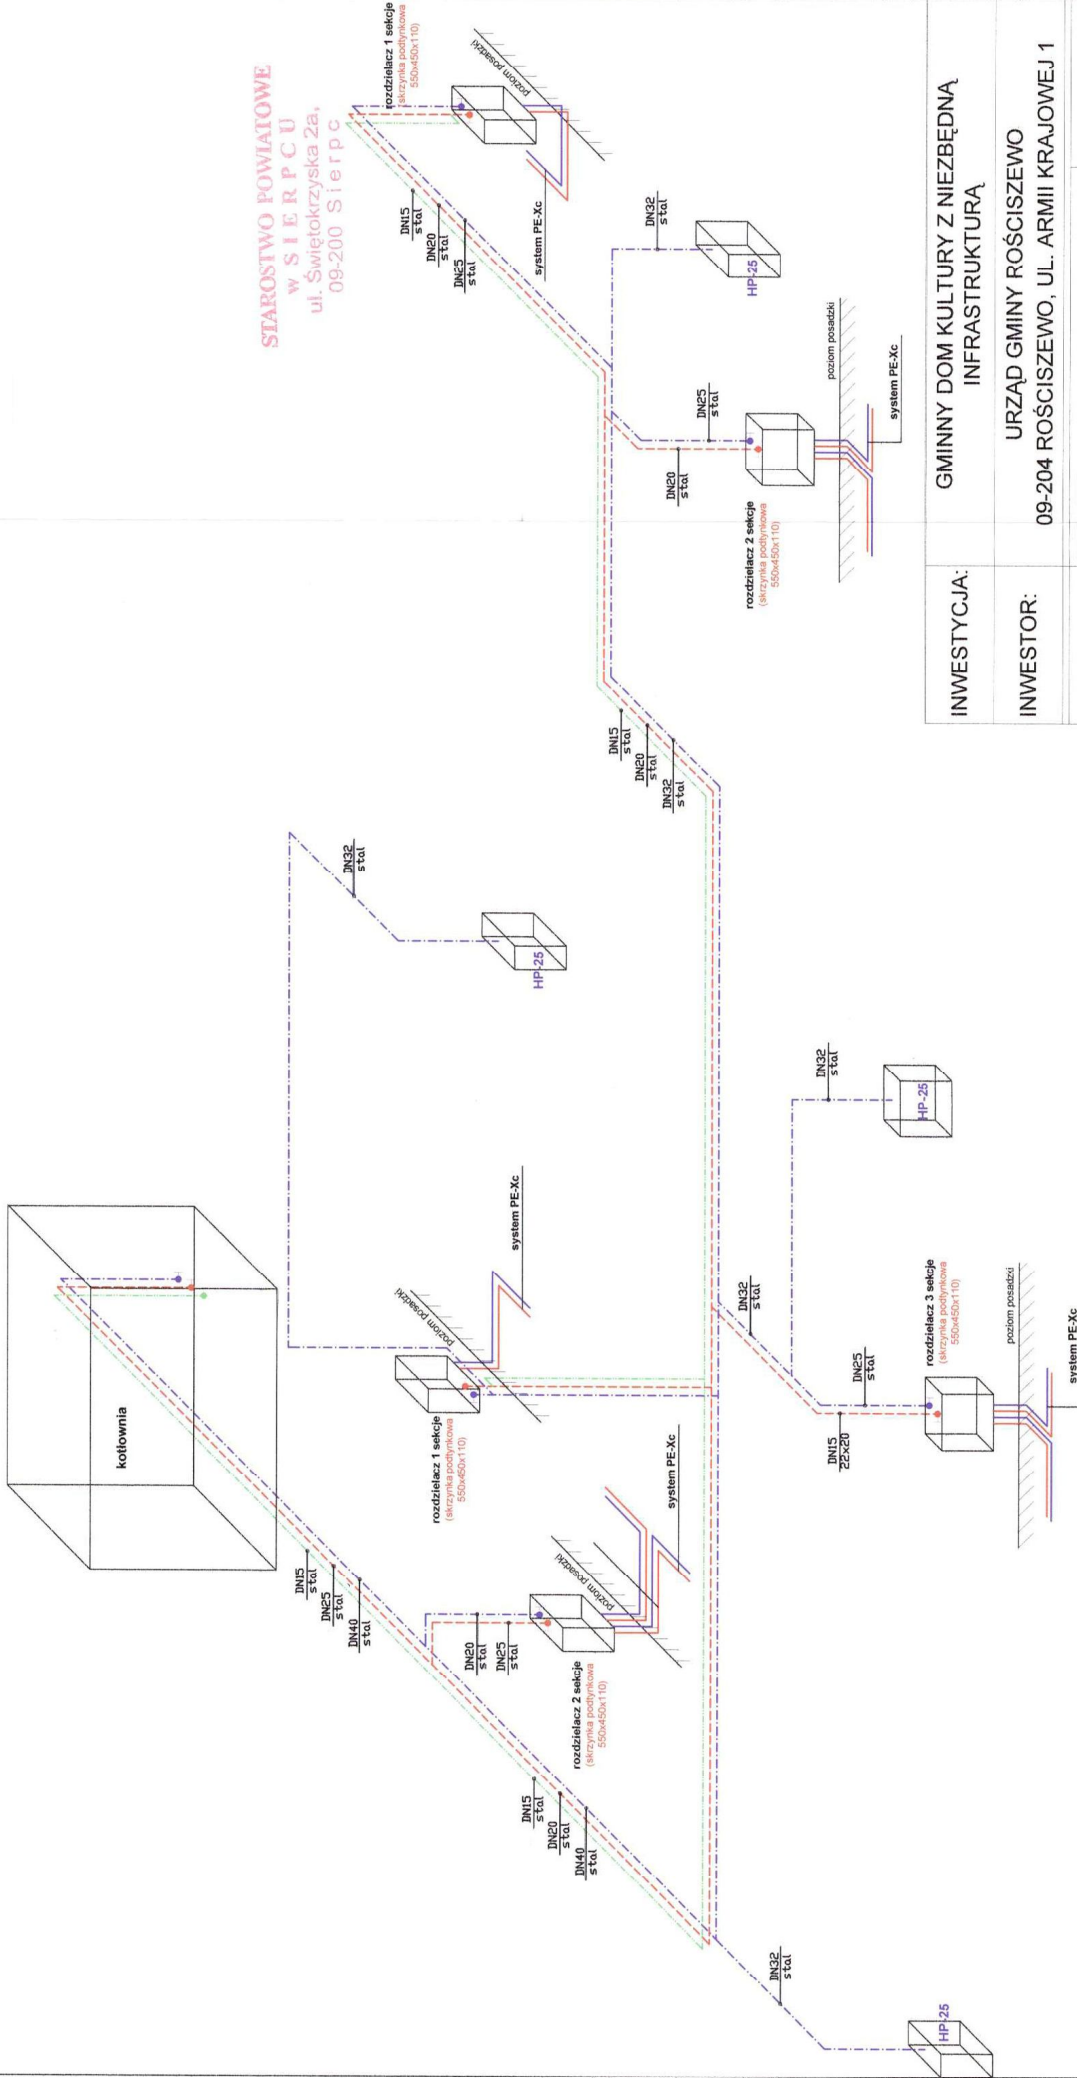 STAROSTWO POWIATOWE
W SIERPCU
ul. Świętokrzyska 2a,
09-200 Sierpc
kotłownia
DN15
stal
DN25
stal
DN40
stal
DN20
stal
DN25
stal
rozdzielacz 2 sekcje
(skrzynka podtynkowa
550x450x110)
poziom posadzki
system PE-Xc
DN15
stal
DN20
stal
DN40
stal
DN32
stal
HP-25
rozdzielacz 1 sekcje
(skrzynka podtynkowa
550x450x110)
poziom posadzki
system PE-Xc
DN32
stal
HP-25
DN32
stal
DN32
stal
HP-25
DN25
stal
DN15
22x20
rozdzielacz 3 sekcje
(skrzynka podtynkowa
550x450x110)
poziom posadzki
system PE-Xc
DN15
stal
DN20
stal
DN32
stal
DN20
stal
DN25
stal
rozdzielacz 2 sekcje
(skrzynka podtynkowa
550x450x110)
poziom posadzki
system PE-Xc
DN32
stal
HP-25
DN15
stal
DN20
stal
DN25
stal
rozdzielacz 1 sekcje
(skrzynka podtynkowa
550x450x110)
poziom posadzki
system PE-Xc
INWESTYCJA:
GMINNY DOM KULTURY Z NIEZBĘDNĄ
INFRASTRUKTURĄ
INWESTOR:
URZĄD GMINY ROŚCISZEWO
09-204 ROŚCISZEWO, UL. ARMII KRAJOWEJ 1